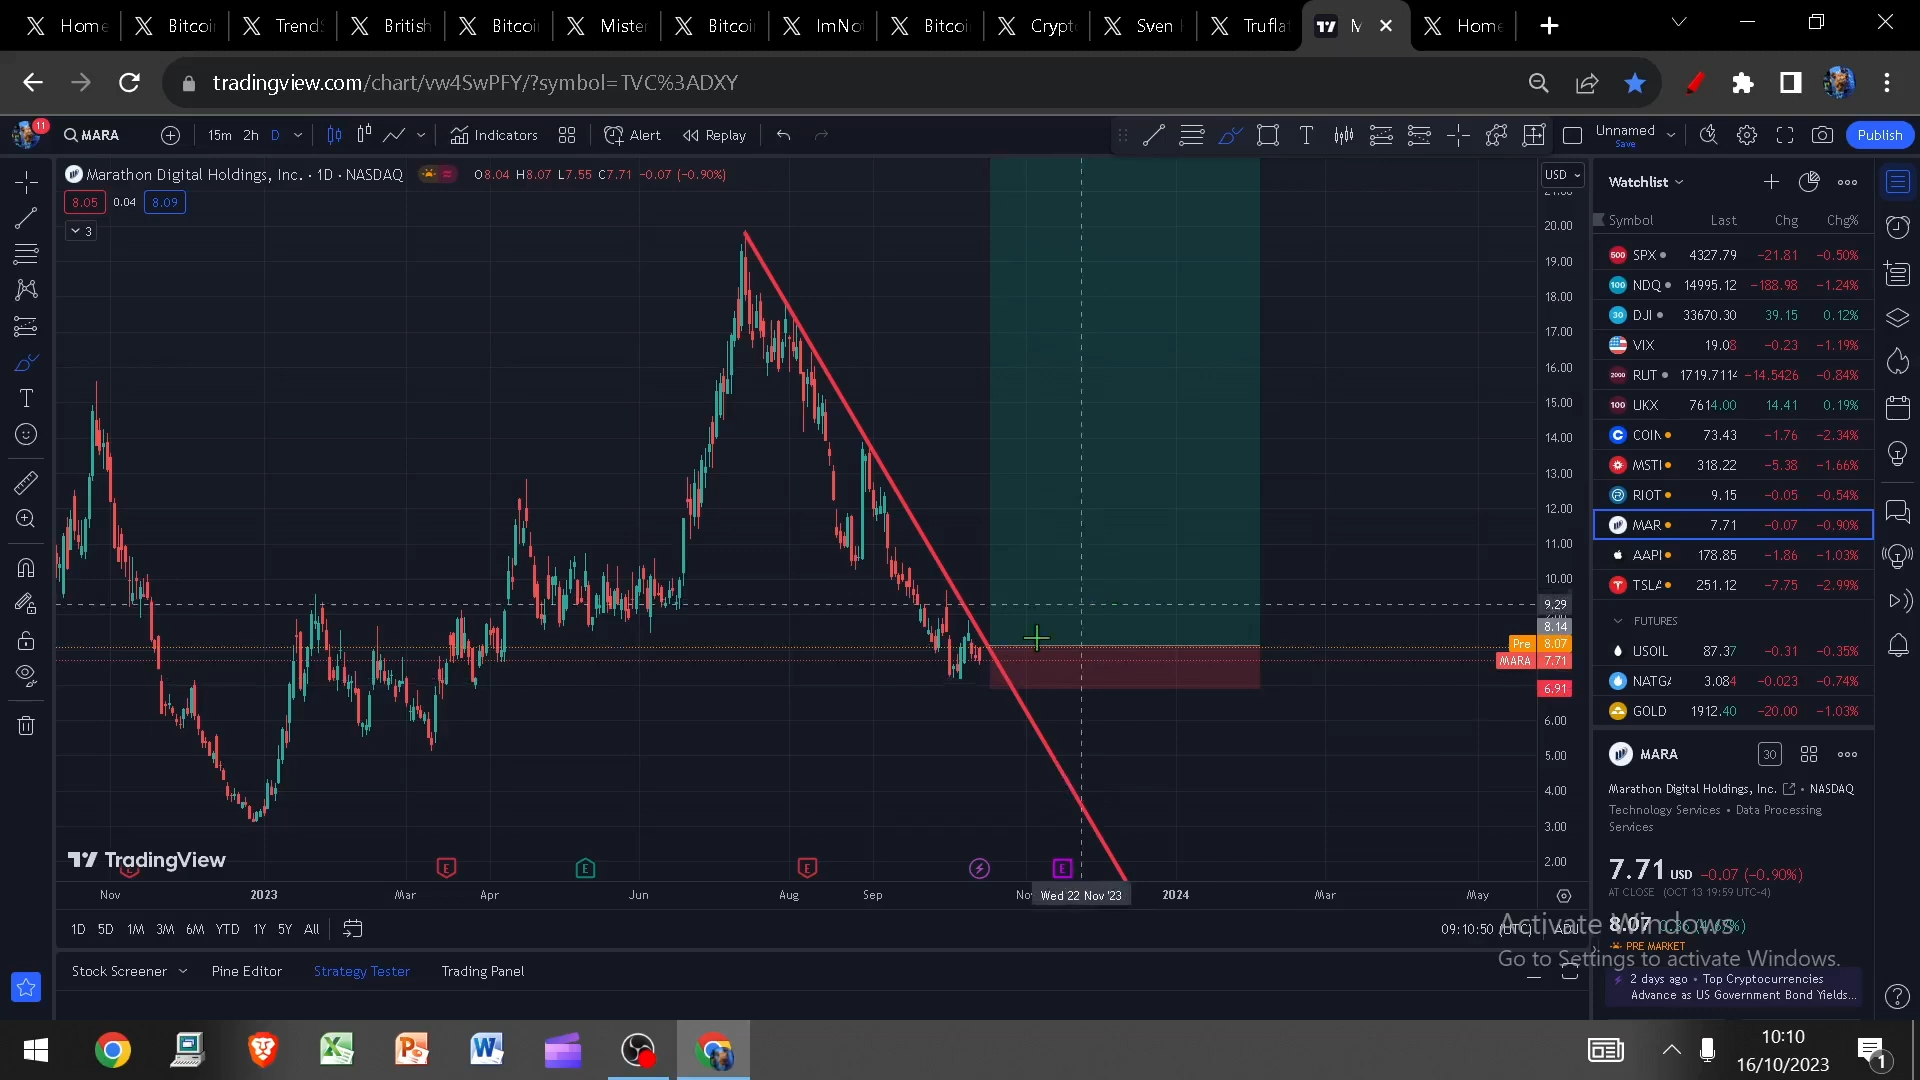 Home
Bitcoi
Trend
British
Bitcoi
Mister
Bitcoi
ImNo
Bitcoi
Crypt
Sven
Trufla
M
Home
tradingview.com/chart/vw4SwPFY/?symbol=TVC%3ADXY
11
MARA
15m 2h D
Indicators
Alert
Replay
Unnamed
Save
Publish
Marathon Digital Holdings, Inc. · 1D · NASDAQ
O8.04 H8.07 L7.55 C7.71 -0.07 (-0.90%)
8.05 0.04 8.09
3
USD
20.00
19.00
18.00
17.00
16.00
15.00
14.00
13.00
12.00
11.00
10.00
9.29
8.14
Pre 8.07
MARA 7.71
6.91
6.00
5.00
4.00
3.00
2.00
TradingView
E
E
E
E
E
Nov
2023
Mar
Apr
Jun
Aug
Sep
Wed 22 Nov '23
2024
Mar
May
1D 5D 1M 3M 6M YTD 1Y 5Y All
09:10:50 (UTC)
ADJ
Stock Screener
Pine Editor
Strategy Tester
Trading Panel
Watchlist
Symbol Last Chg Chg%
500 SPX 4327.79 -21.81 -0.50%
100 NDQ 14995.12 -188.98 -1.24%
30 DJI 33670.30 39.15 0.12%
VIX 19.08 -0.23 -1.19%
2000 RUT 1719.7114 -14.5426 -0.84%
100 UKX 7614.00 14.41 0.19%
COIN 73.43 -1.76 -2.34%
MSTI 318.22 -5.38 -1.66%
RIOT 9.15 -0.05 -0.54%
MAR 7.71 -0.07 -0.90%
AAPI 178.85 -1.86 -1.03%
TSLA 251.12 -7.75 -2.99%
FUTURES
USOIL 87.37 -0.31 -0.35%
NATGA 3.084 -0.023 -0.74%
GOLD 1912.40 -20.00 -1.03%
MARA
30
Marathon Digital Holdings, Inc. • NASDAQ
Technology Services • Data Processing
Services
7.71 USD -0.07 (-0.90%)
AT CLOSE (OCT 13 19:59 UTC-4)
8.07 0.36 (4.67%)
PRE MARKET
Activate Windows
Go to Settings to activate Windows.
2 days ago • Top Cryptocurrencies
Advance as US Government Bond Yields...
10:10
16/10/2023
1